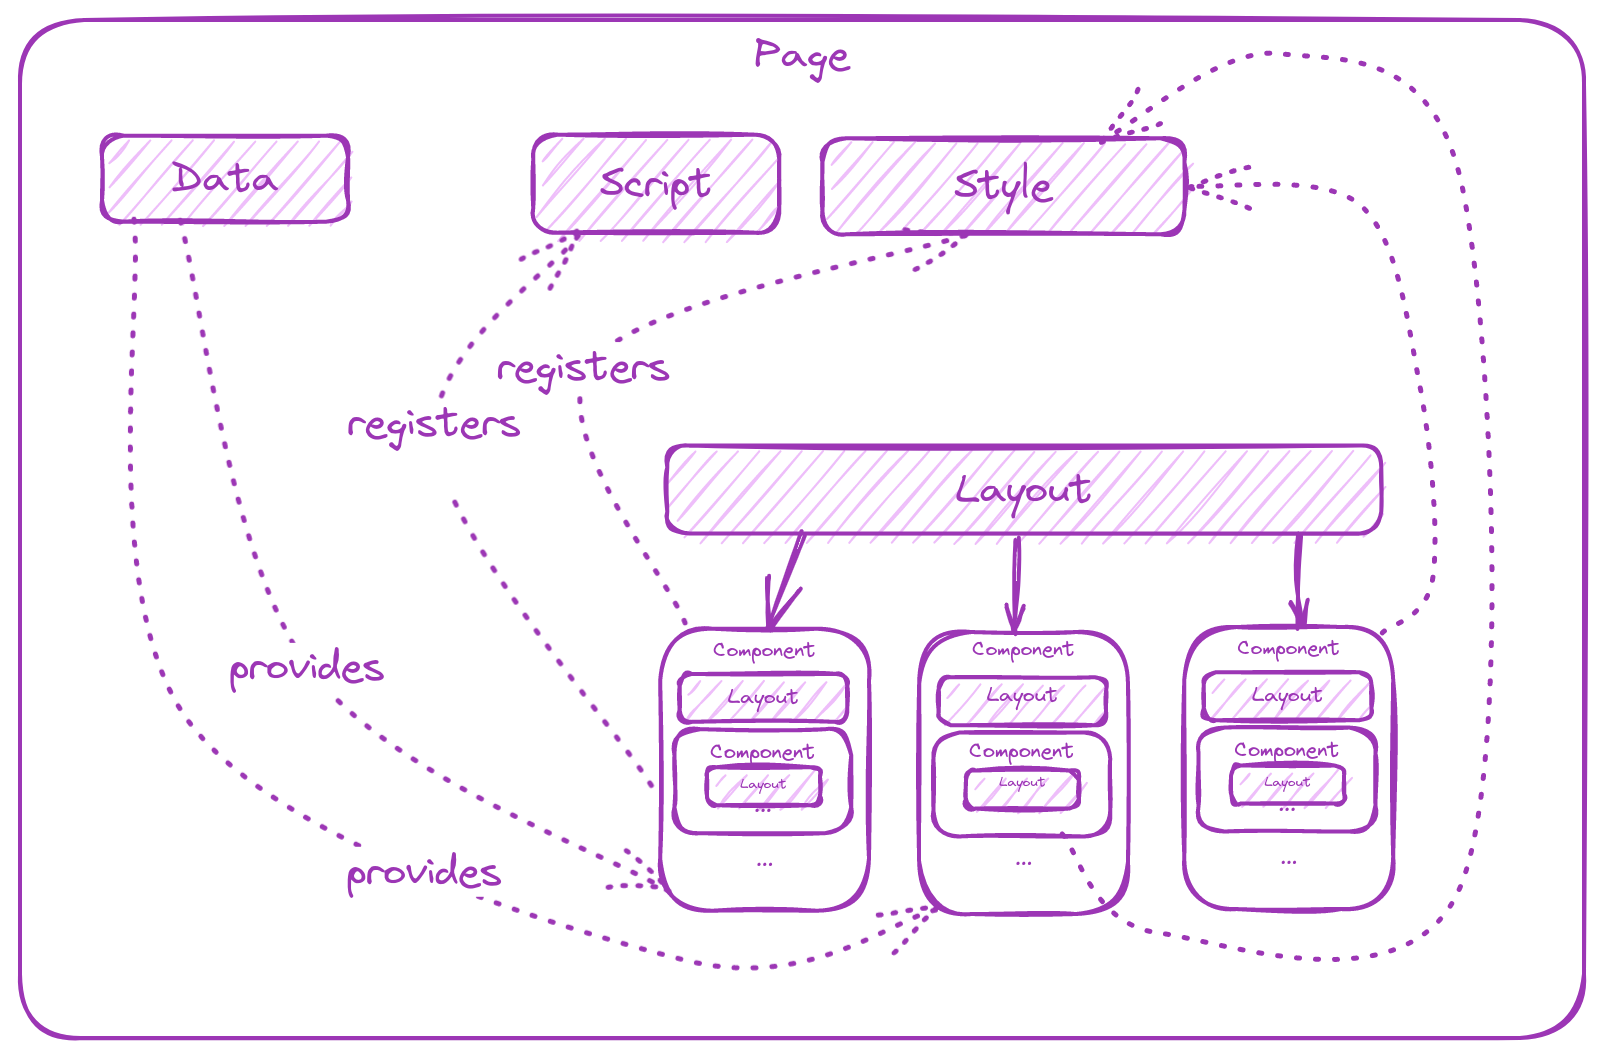 Page
Data
Script
Style
registers
registers
Layout
provides
provides
Component
Layout
Component
Layout
...
...
Component
Layout
Component
Layout
...
Component
Layout
Component
Layout
...
...